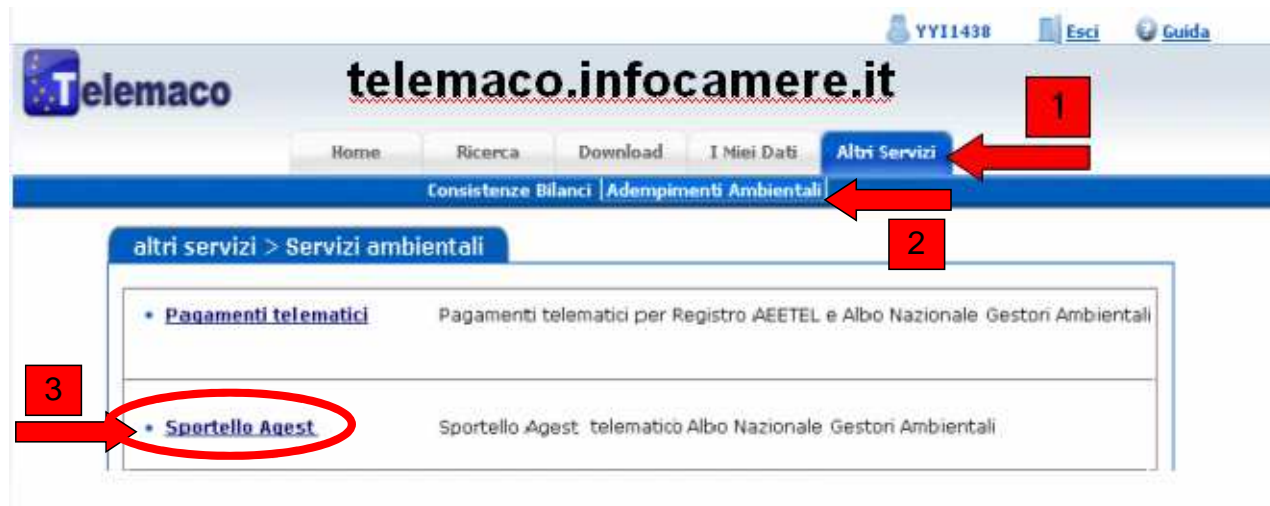 YYI1438 Esci Guida
Telemaco telemaco.infocamere.it
1
Home Ricerca Download I Miei Dati Altri Servizi
Consistenze Bilanci | Adempimenti Ambientali |
2
altri servizi > Servizi ambientali
• Pagamenti telematici Pagamenti telematici per Registro AEETEL e Albo Nazionale Gestori Ambientali
3
• Sportello Agest Sportello Agest telematico Albo Nazionale Gestori Ambientali